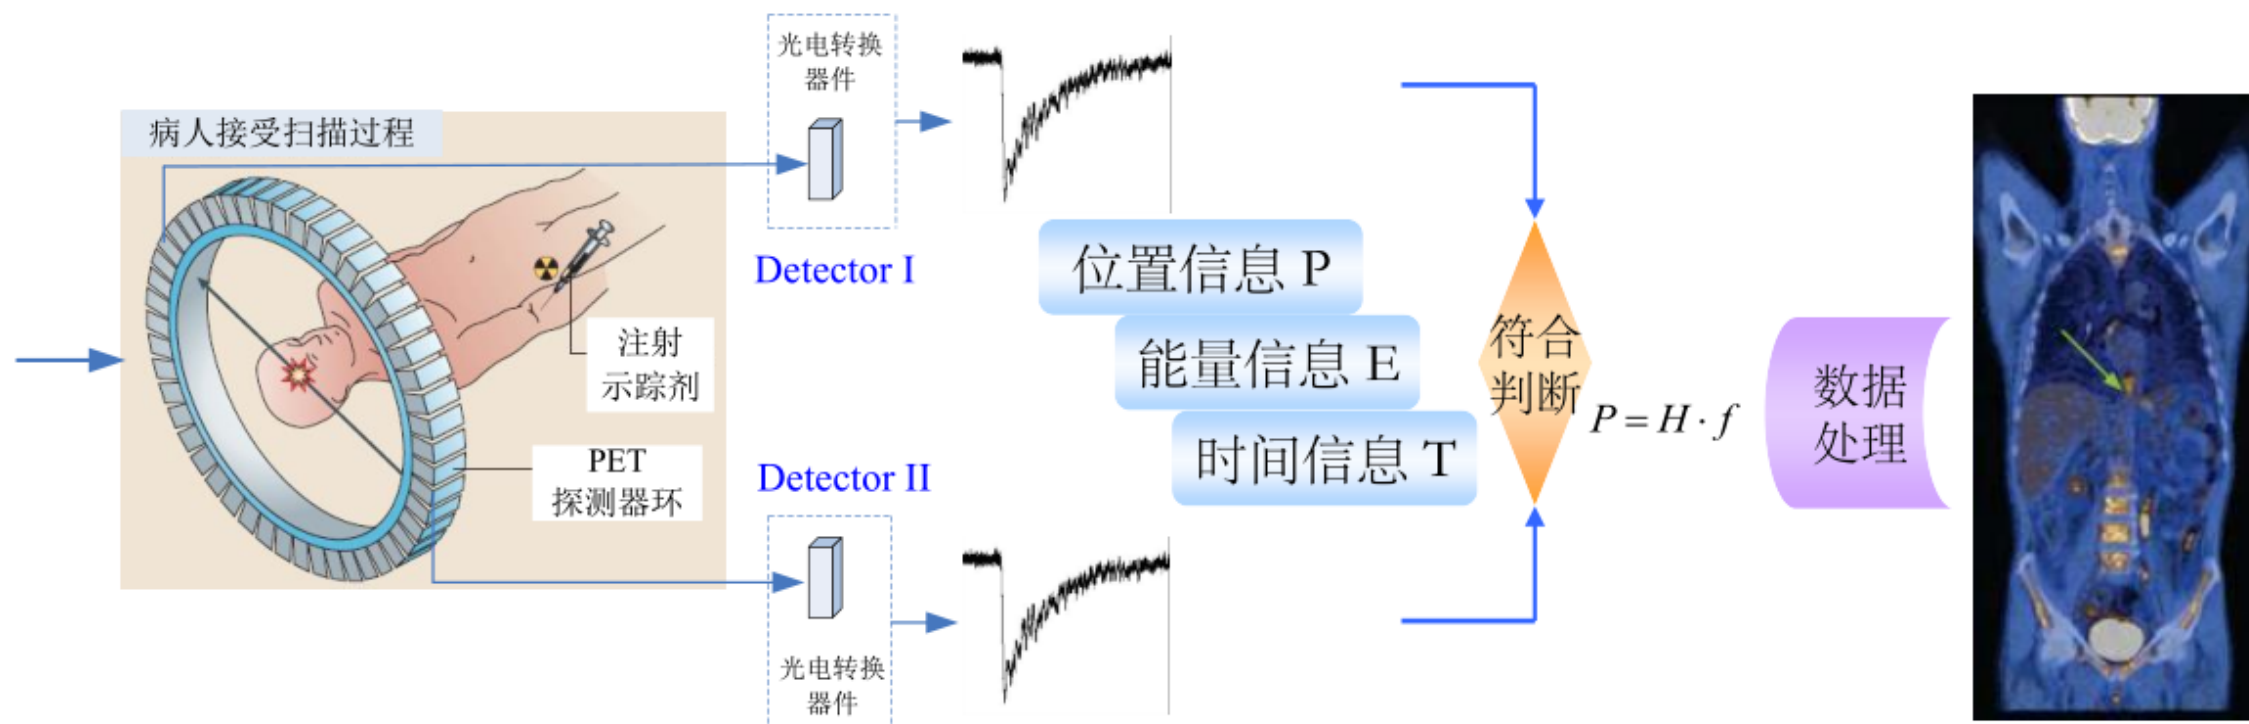 病人接受扫描过程
注射
示踪剂
PET
探测器环
光电转换
器件
Detector I
Detector II
光电转换
器件
位置信息 P
能量信息 E
时间信息 T
符合
判断
P = H · f
数据
处理